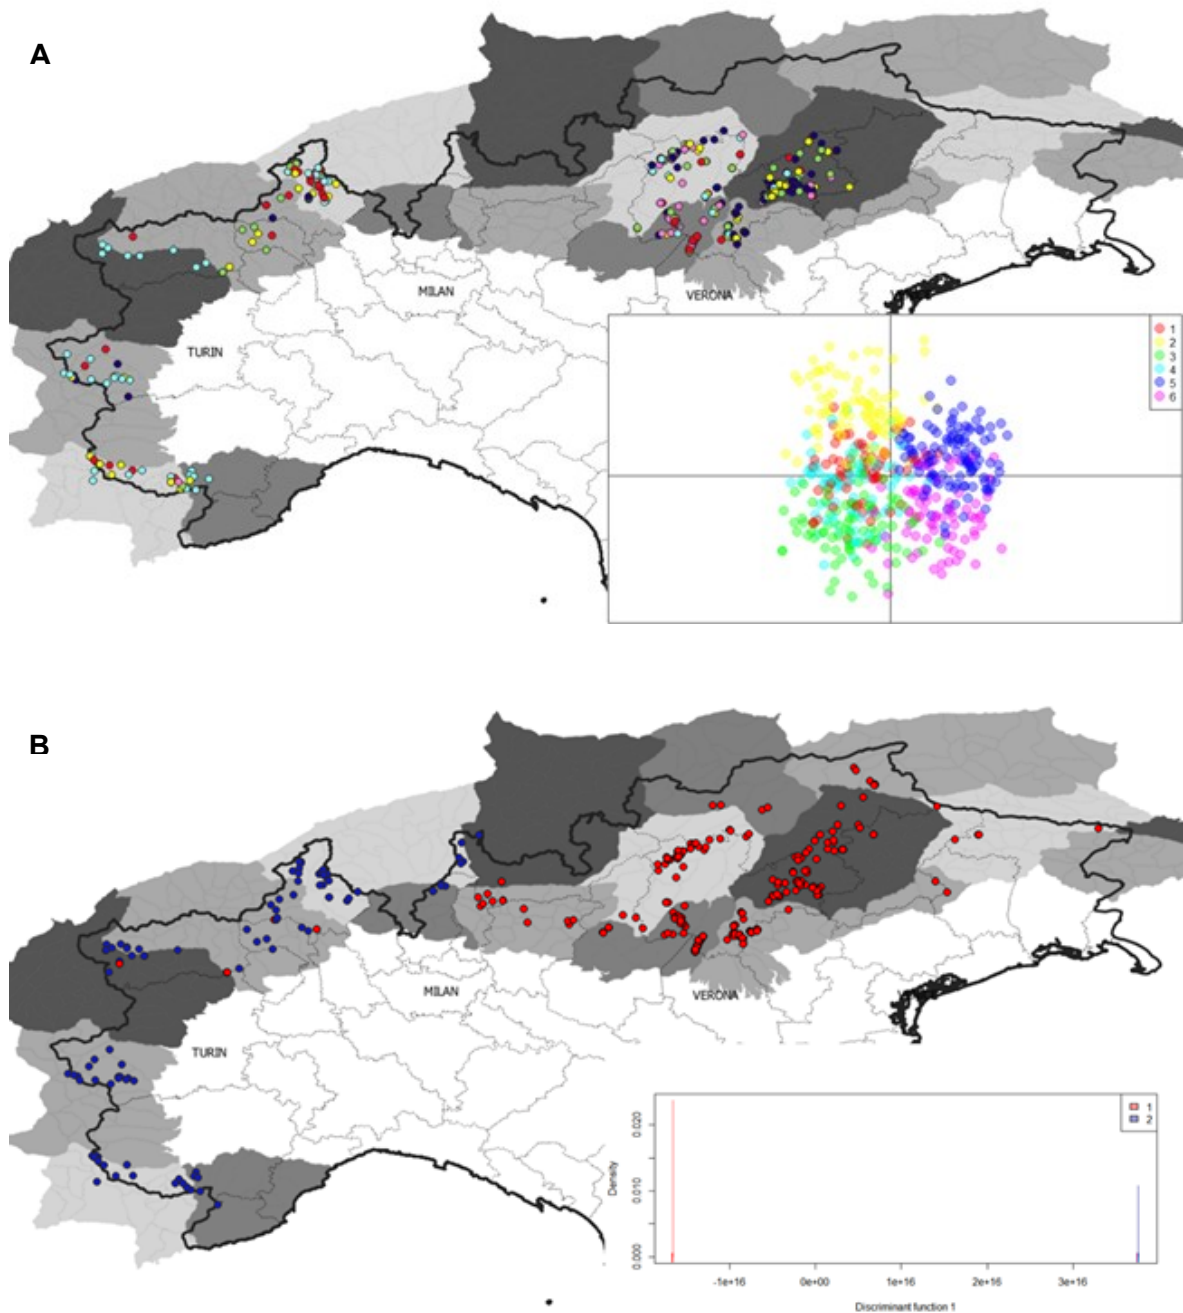 A
MILAN
VERONA
TURIN
1
2
3
4
5
6
B
MILAN
VERONA
TURIN
1
2
Density
0.020
0.010
0.000
-1e+16 0e+00 1e+16 2e+16 3e+16
Discriminant function 1